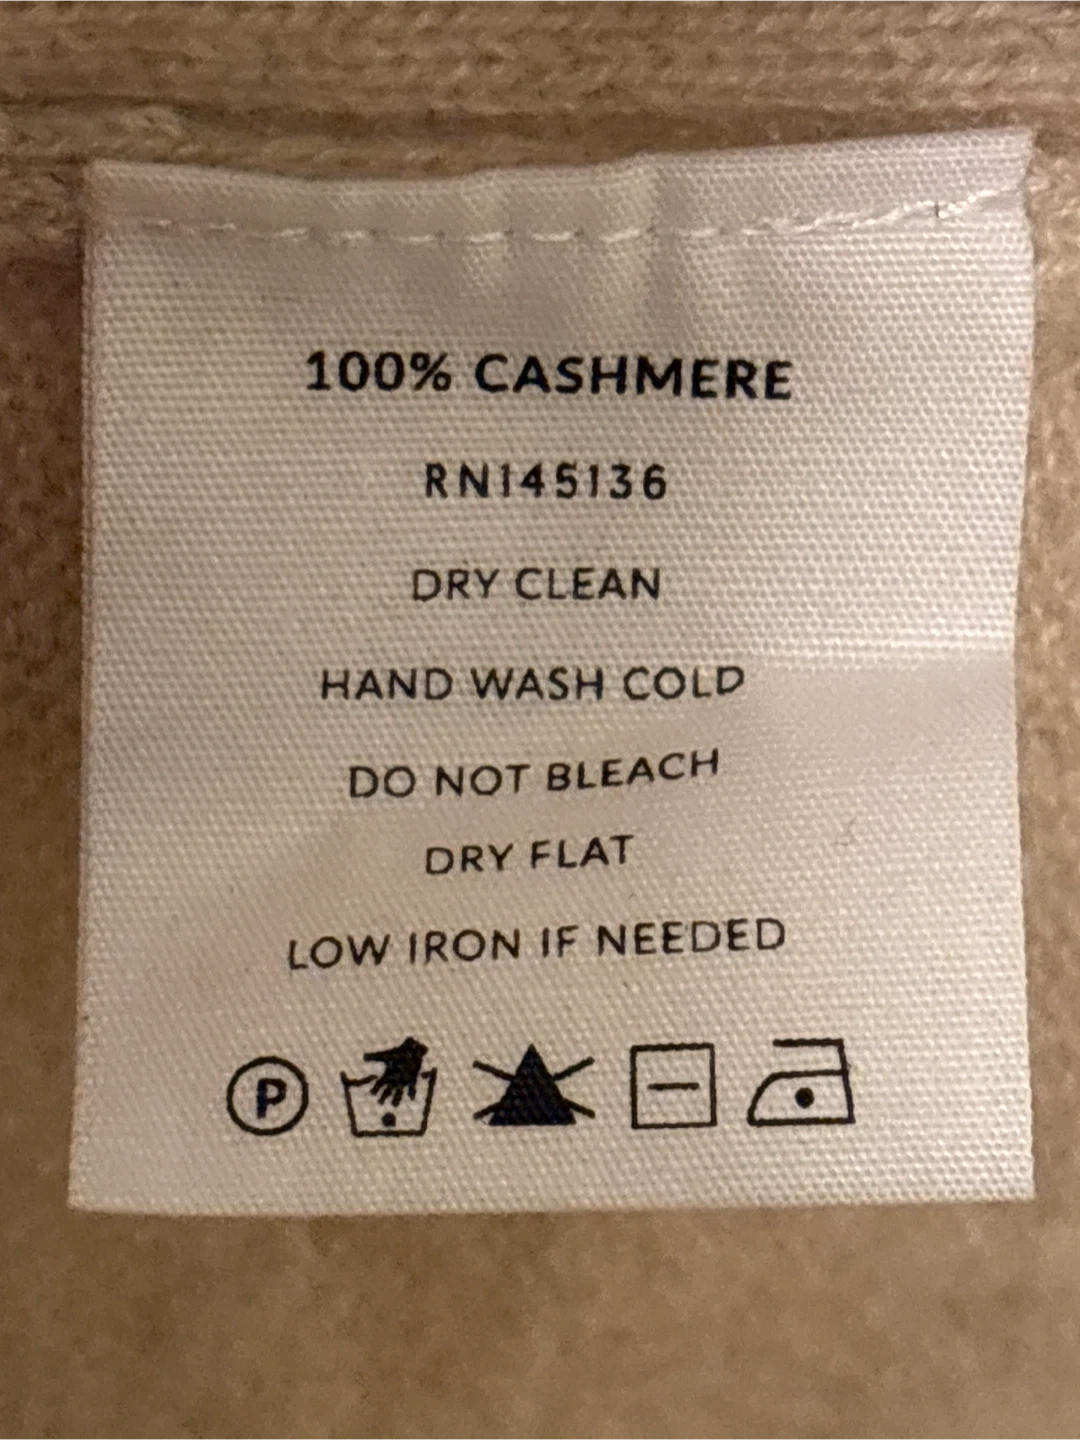 100% CASHMERE
RN145136
DRY CLEAN
HAND WASH COLD
DO NOT BLEACH
DRY FLAT
LOW IRON IF NEEDED
P